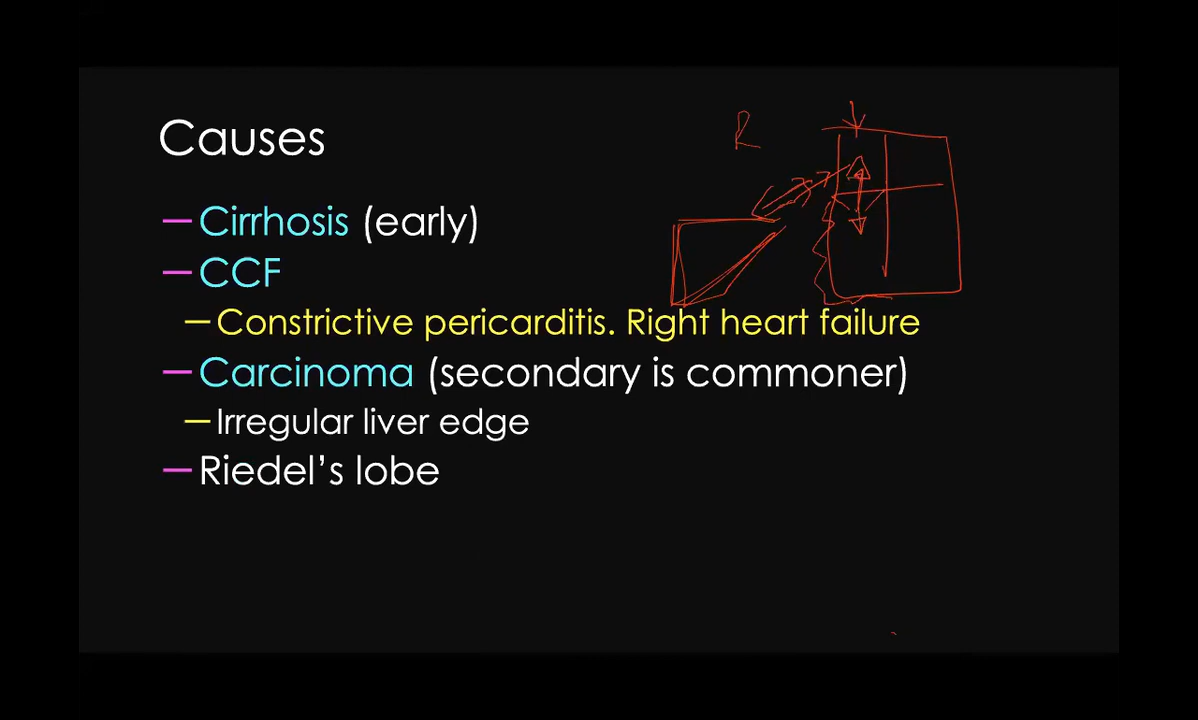 Causes
R
— Cirrhosis (early)
— CCF
— Constrictive pericarditis. Right heart failure
— Carcinoma (secondary is commoner)
— Irregular liver edge
— Riedel's lobe